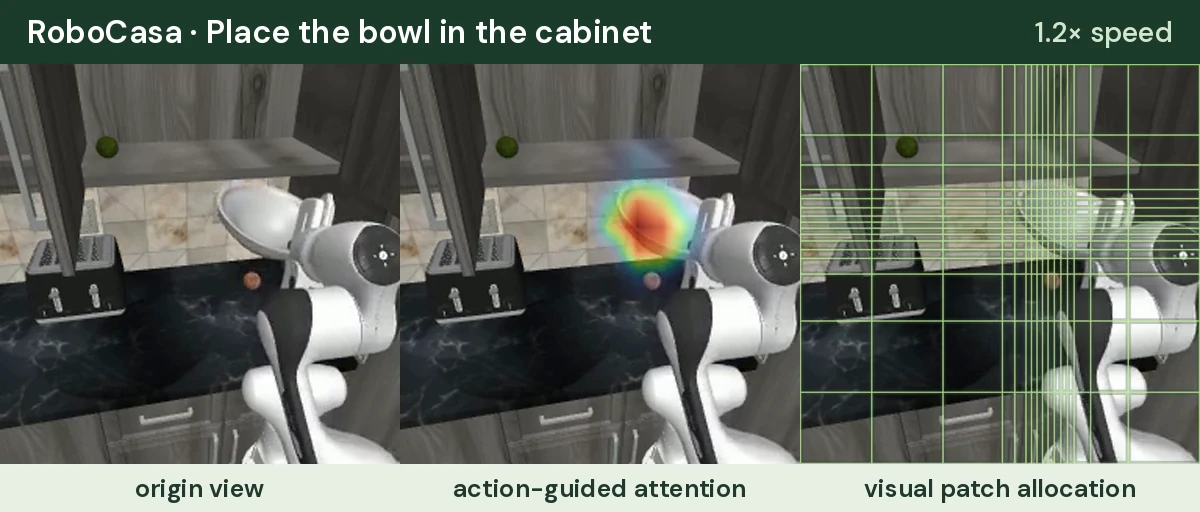 RoboCasa · Place the bowl in the cabinet
1.2× speed
origin view
action-guided attention
visual patch allocation